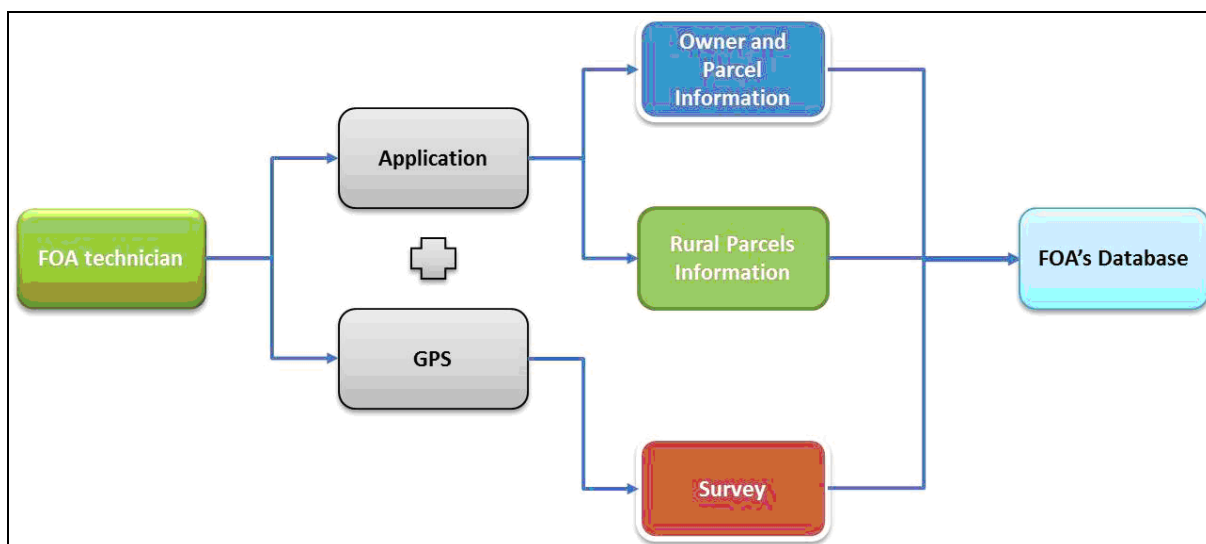 Owner and
Parcel
Information
Application
FOA technician
Rural Parcels
Information
FOA's Database
GPS
Survey